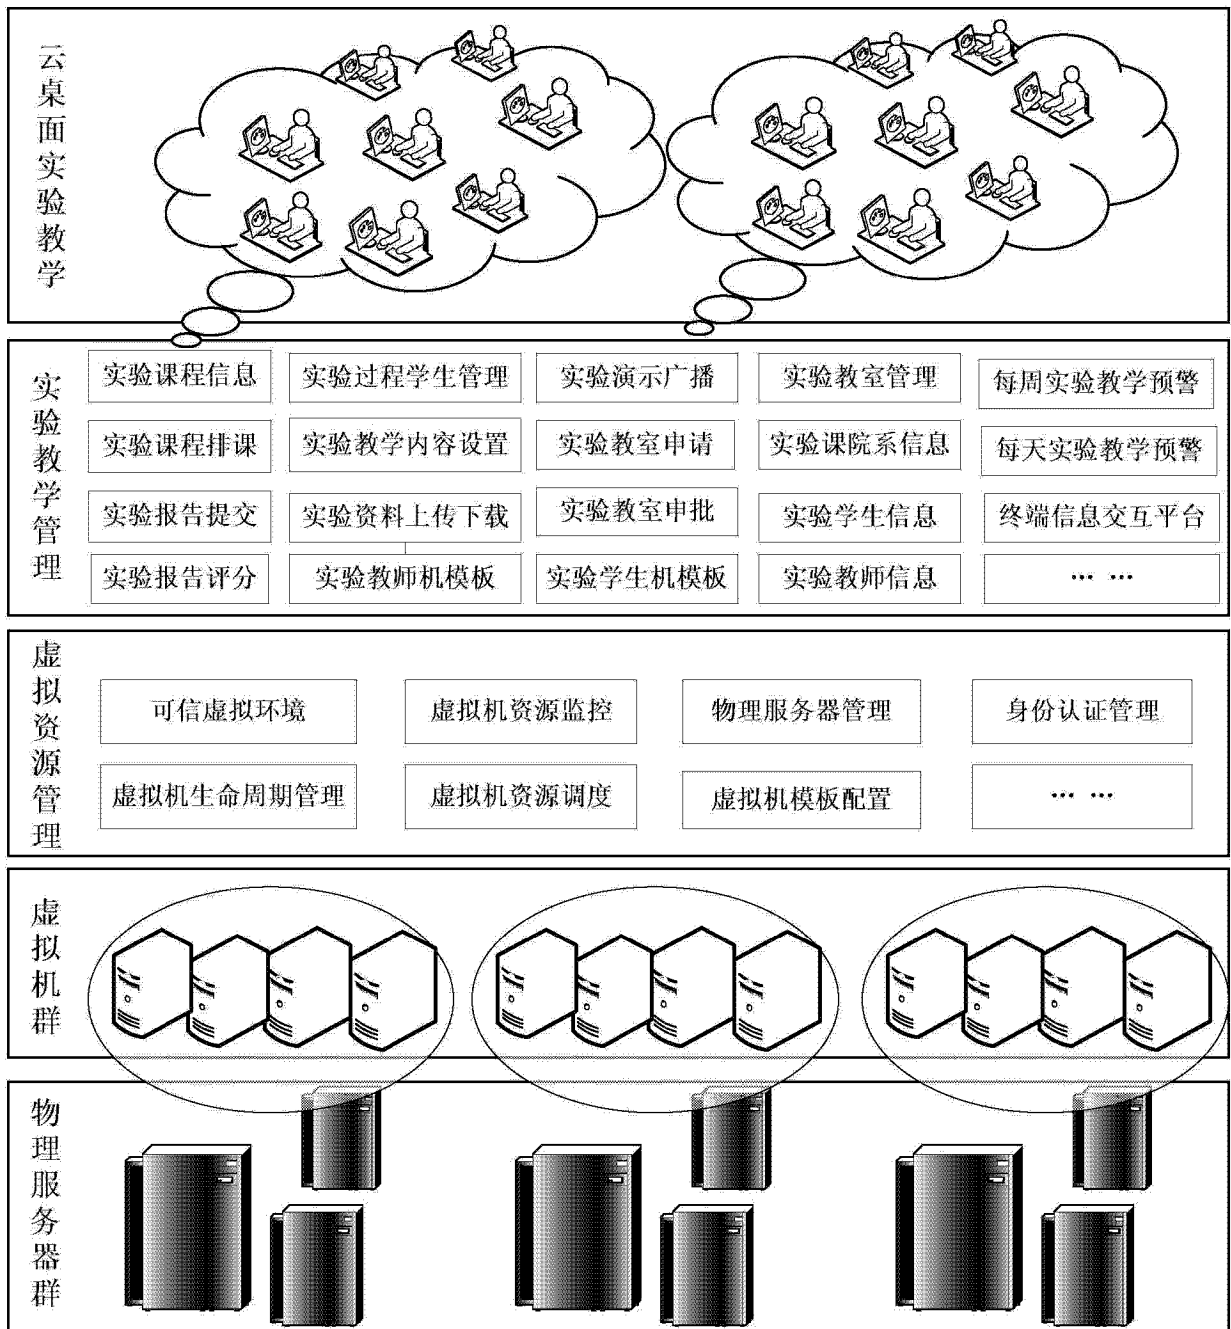 云桌面实验教学
实验教学管理
实验课程信息
实验过程学生管理
实验演示广播
实验教室管理
每周实验教学预警
实验课程排课
实验教学内容设置
实验教室申请
实验课院系信息
每天实验教学预警
实验报告提交
实验资料上传下载
实验教室申批
实验学生信息
终端信息交互平台
实验报告评分
实验教师机模板
实验学生机模板
实验教师信息
… …
虚拟资源管理
可信虚拟环境
虚拟机资源监控
物理服务器管理
身份认证管理
虚拟机生命周期管理
虚拟机资源调度
虚拟机模板配置
… …
虚拟机群
物理服务器群